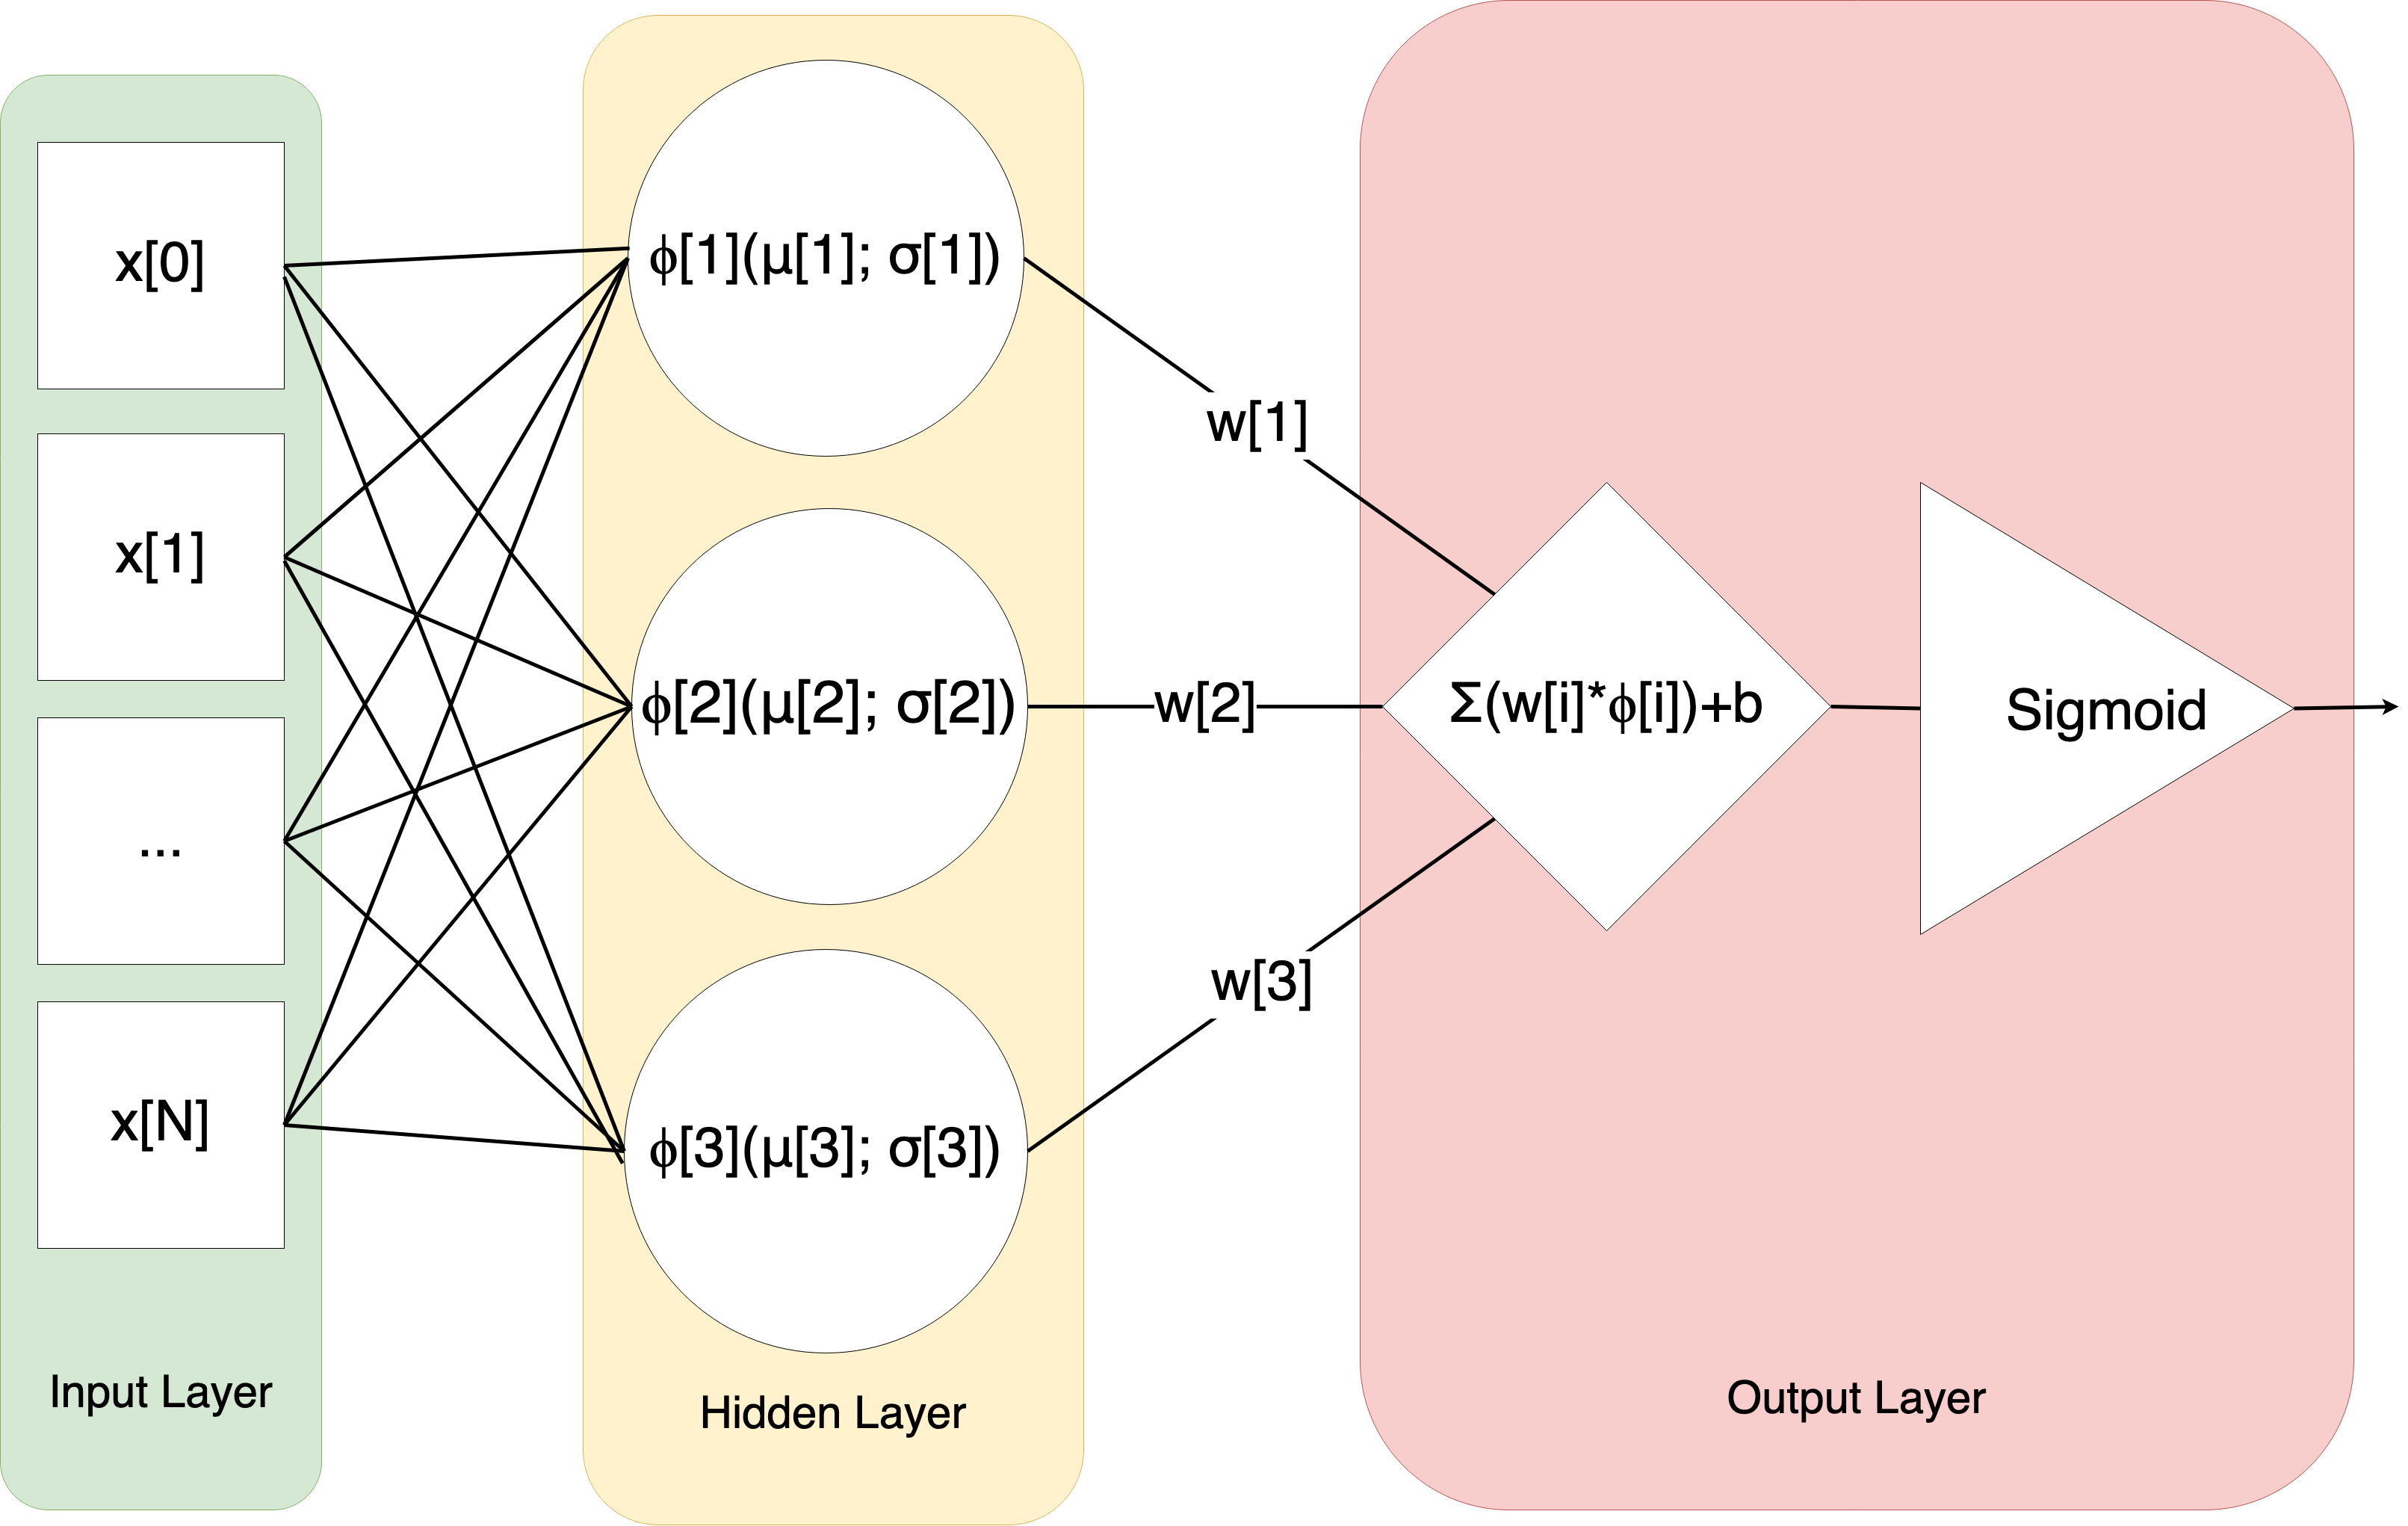 x[0]
x[1]
...
x[N]
Input Layer
ϕ[1](μ[1]; σ[1])
ϕ[2](μ[2]; σ[2])
ϕ[3](μ[3]; σ[3])
Hidden Layer
w[1]
w[2]
w[3]
Σ(w[i]*ϕ[i])+b
Sigmoid
Output Layer